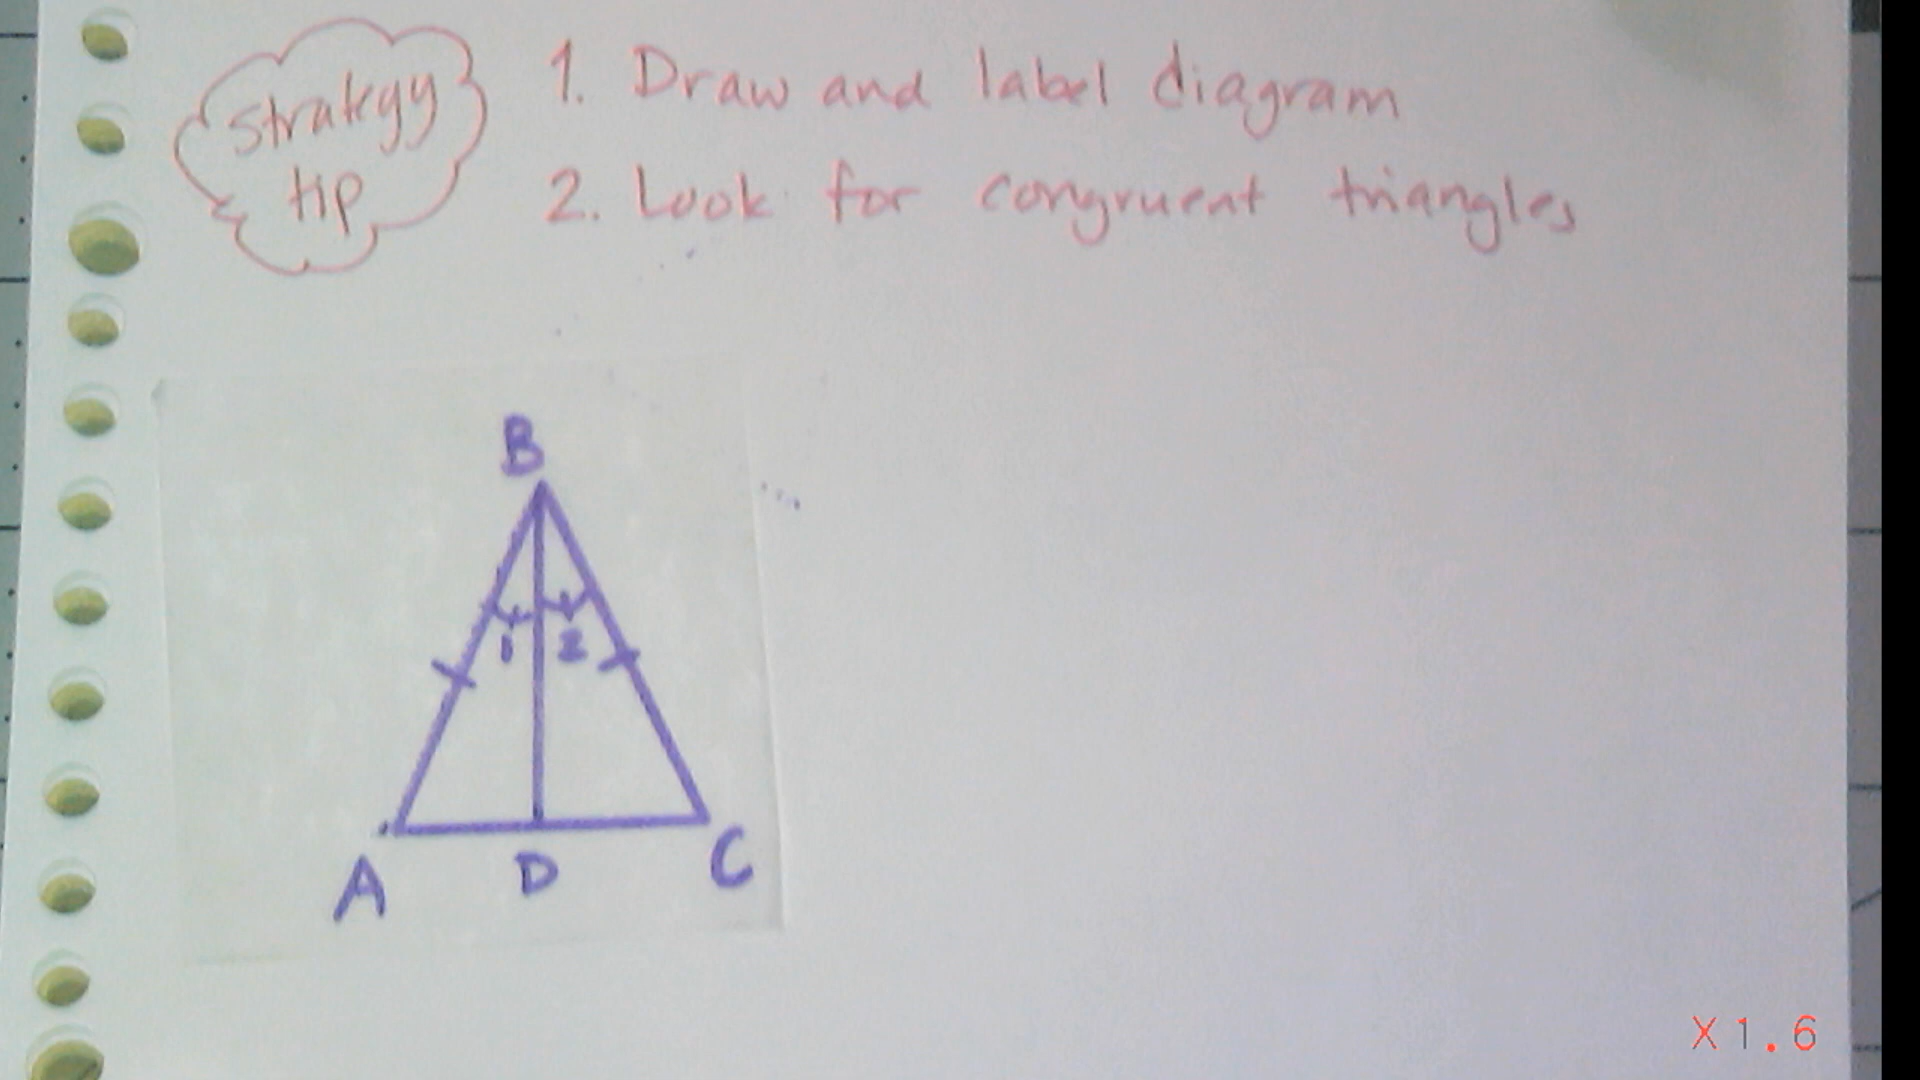 strategy
tip
1. Draw and label diagram
2. Look for congruent triangles
B
1 2
A D C
X1.6